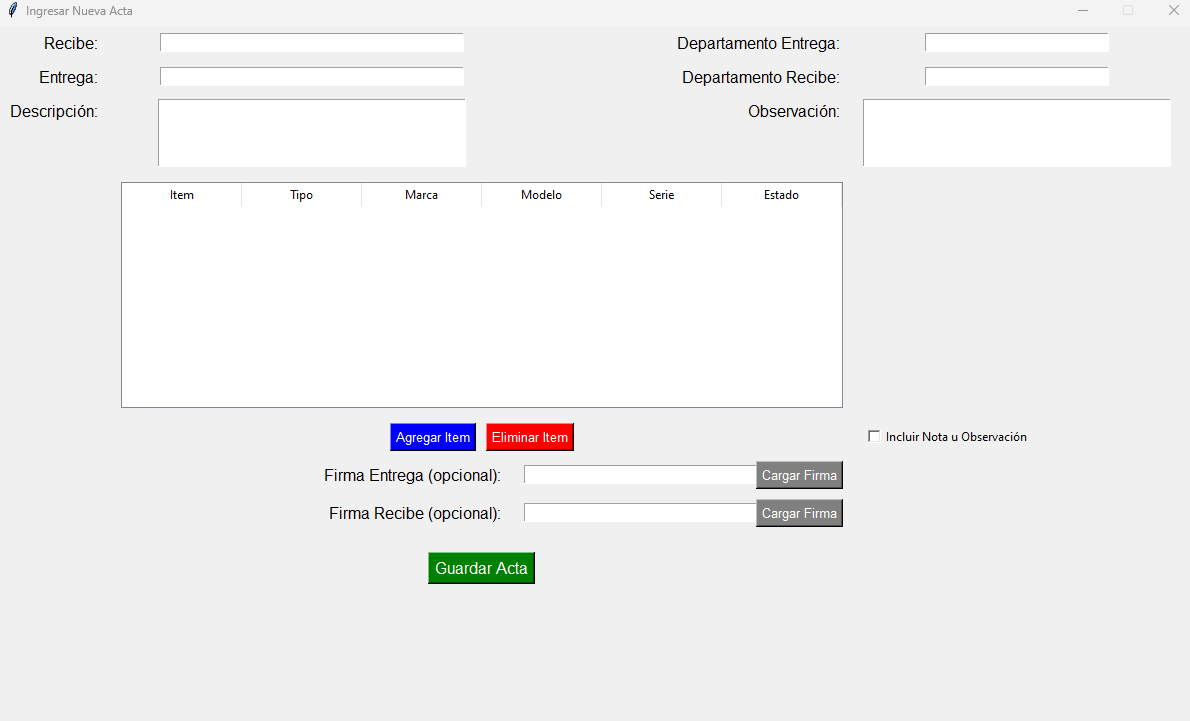 Ingresar Nueva Acta
Recibe: Departamento Entrega:
Entrega: Departamento Recibe:
Descripción: Observación:
Item Tipo Marca Modelo Serie Estado
Agregar Item Eliminar Item Incluir Nota u Observación
Firma Entrega (opcional): Cargar Firma
Firma Recibe (opcional): Cargar Firma
Guardar Acta